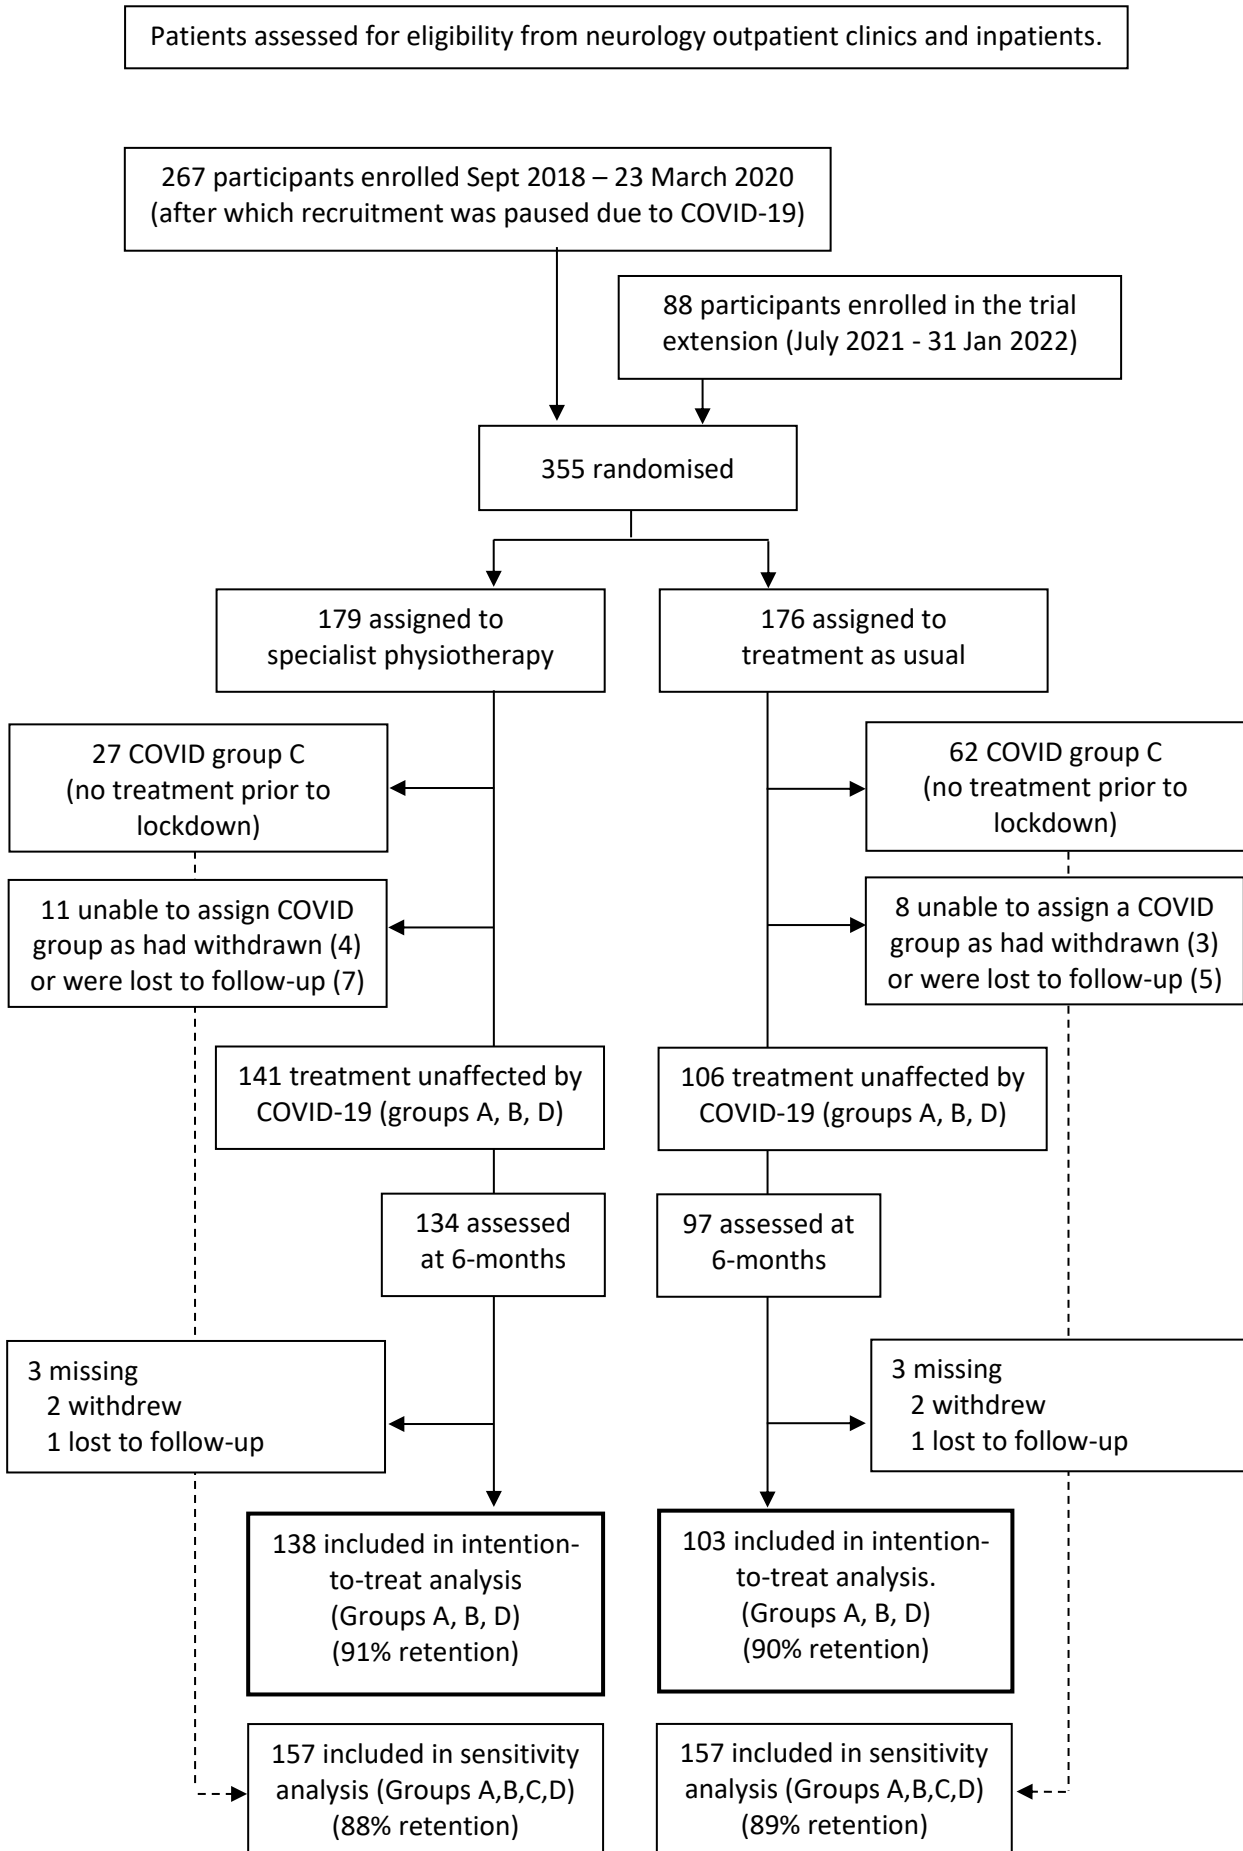 Patients assessed for eligibility from neurology outpatient clinics and inpatients.
267 participants enrolled Sept 2018 – 23 March 2020
(after which recruitment was paused due to COVID-19)
88 participants enrolled in the trial
extension (July 2021 - 31 Jan 2022)
355 randomised
179 assigned to
specialist physiotherapy
176 assigned to
treatment as usual
27 COVID group C
(no treatment prior to
lockdown)
62 COVID group C
(no treatment prior to
lockdown)
11 unable to assign COVID
group as had withdrawn (4)
or were lost to follow-up (7)
8 unable to assign a COVID
group as had withdrawn (3)
or were lost to follow-up (5)
141 treatment unaffected by
COVID-19 (groups A, B, D)
106 treatment unaffected by
COVID-19 (groups A, B, D)
134 assessed
at 6-months
97 assessed at
6-months
3 missing
2 withdrew
1 lost to follow-up
3 missing
2 withdrew
1 lost to follow-up
138 included in intention-
to-treat analysis
(Groups A, B, D)
(91% retention)
103 included in intention-
to-treat analysis.
(Groups A, B, D)
(90% retention)
157 included in sensitivity
analysis (Groups A,B,C,D)
(88% retention)
157 included in sensitivity
analysis (Groups A,B,C,D)
(89% retention)